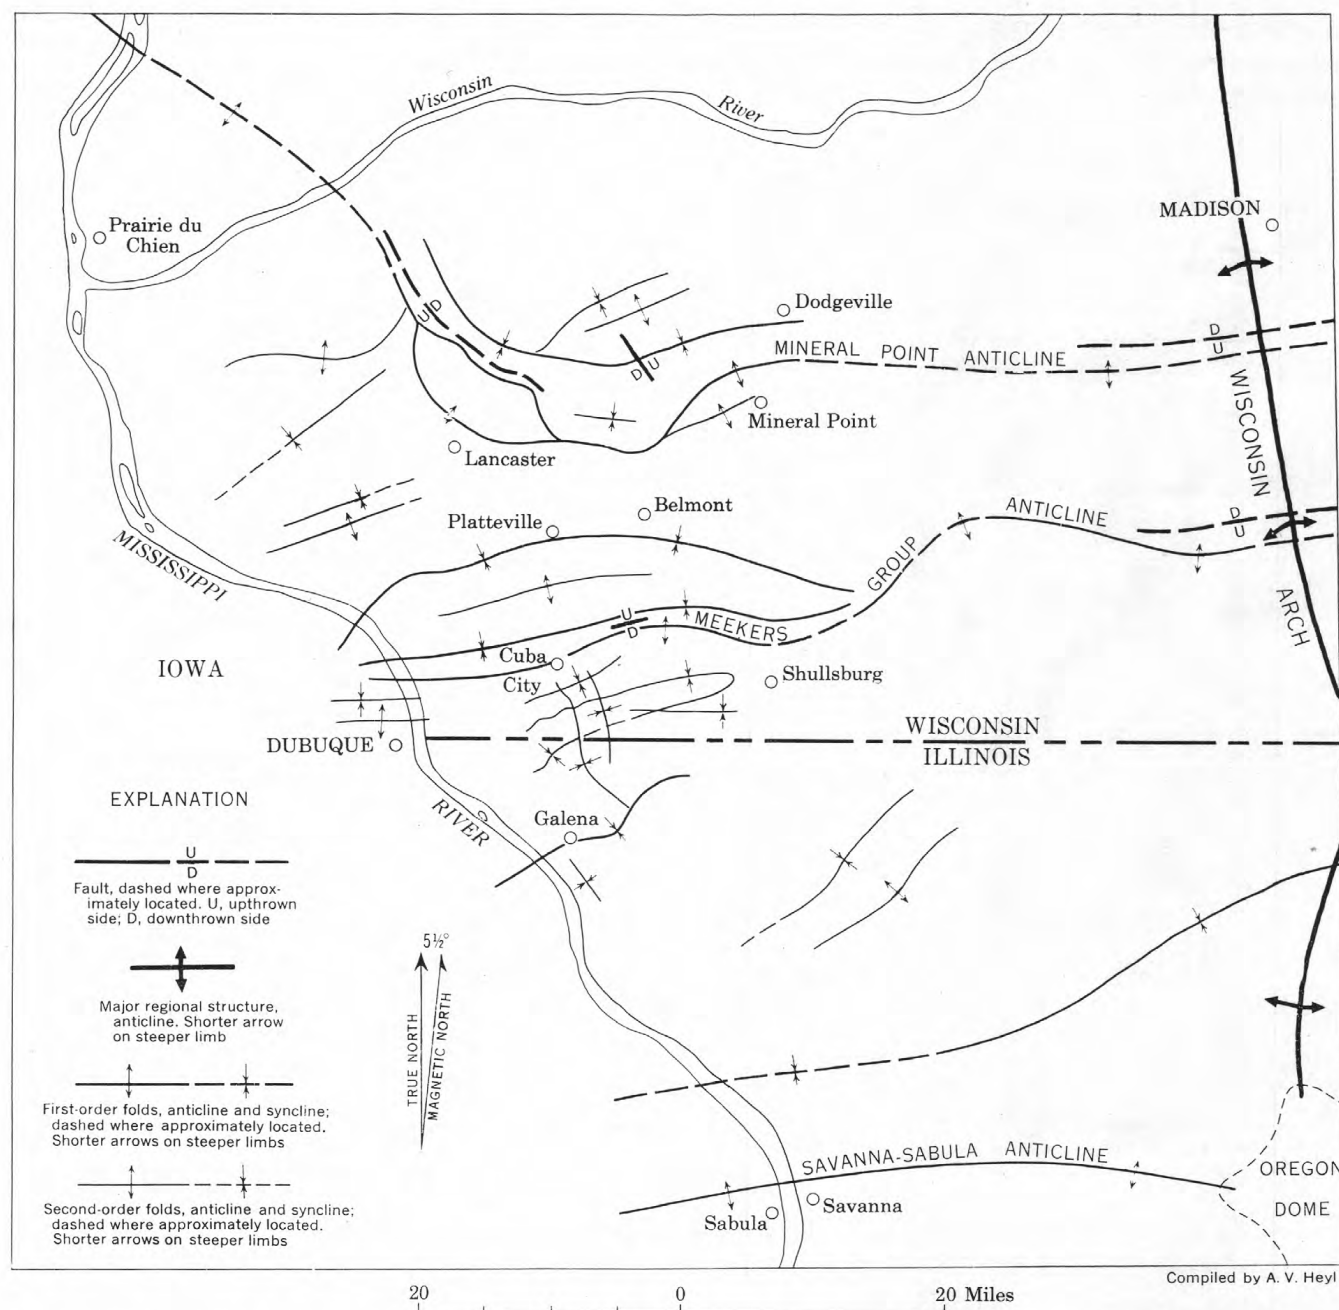 Wisconsin
River
Prairie du
Chien
MADISON
U D
Dodgeville
D
U
MINERAL POINT ANTICLINE
D U
WISCONSIN
Mineral Point
Lancaster
ANTICLINE
D
U
Belmont
Platteville
MISSISSIPPI
GROUP
ARCH
U
D
MEEKERS
IOWA
Cuba
City
Shullsburg
WISCONSIN
DUBUQUE
ILLINOIS
EXPLANATION
RIVER
Galena
U
D
Fault, dashed where approx-
imately located. U, upthrown
side; D, downthrown side
5½°
TRUE NORTH
MAGNETIC NORTH
Major regional structure,
anticline. Shorter arrow
on steeper limb
First-order folds, anticline and syncline;
dashed where approximately located.
Shorter arrows on steeper limbs
SAVANNA-SABULA ANTICLINE
OREGON
DOME
Second-order folds, anticline and syncline;
dashed where approximately located.
Shorter arrows on steeper limbs
Savanna
Sabula
Compiled by A. V. Heyl
20 0 20 Miles